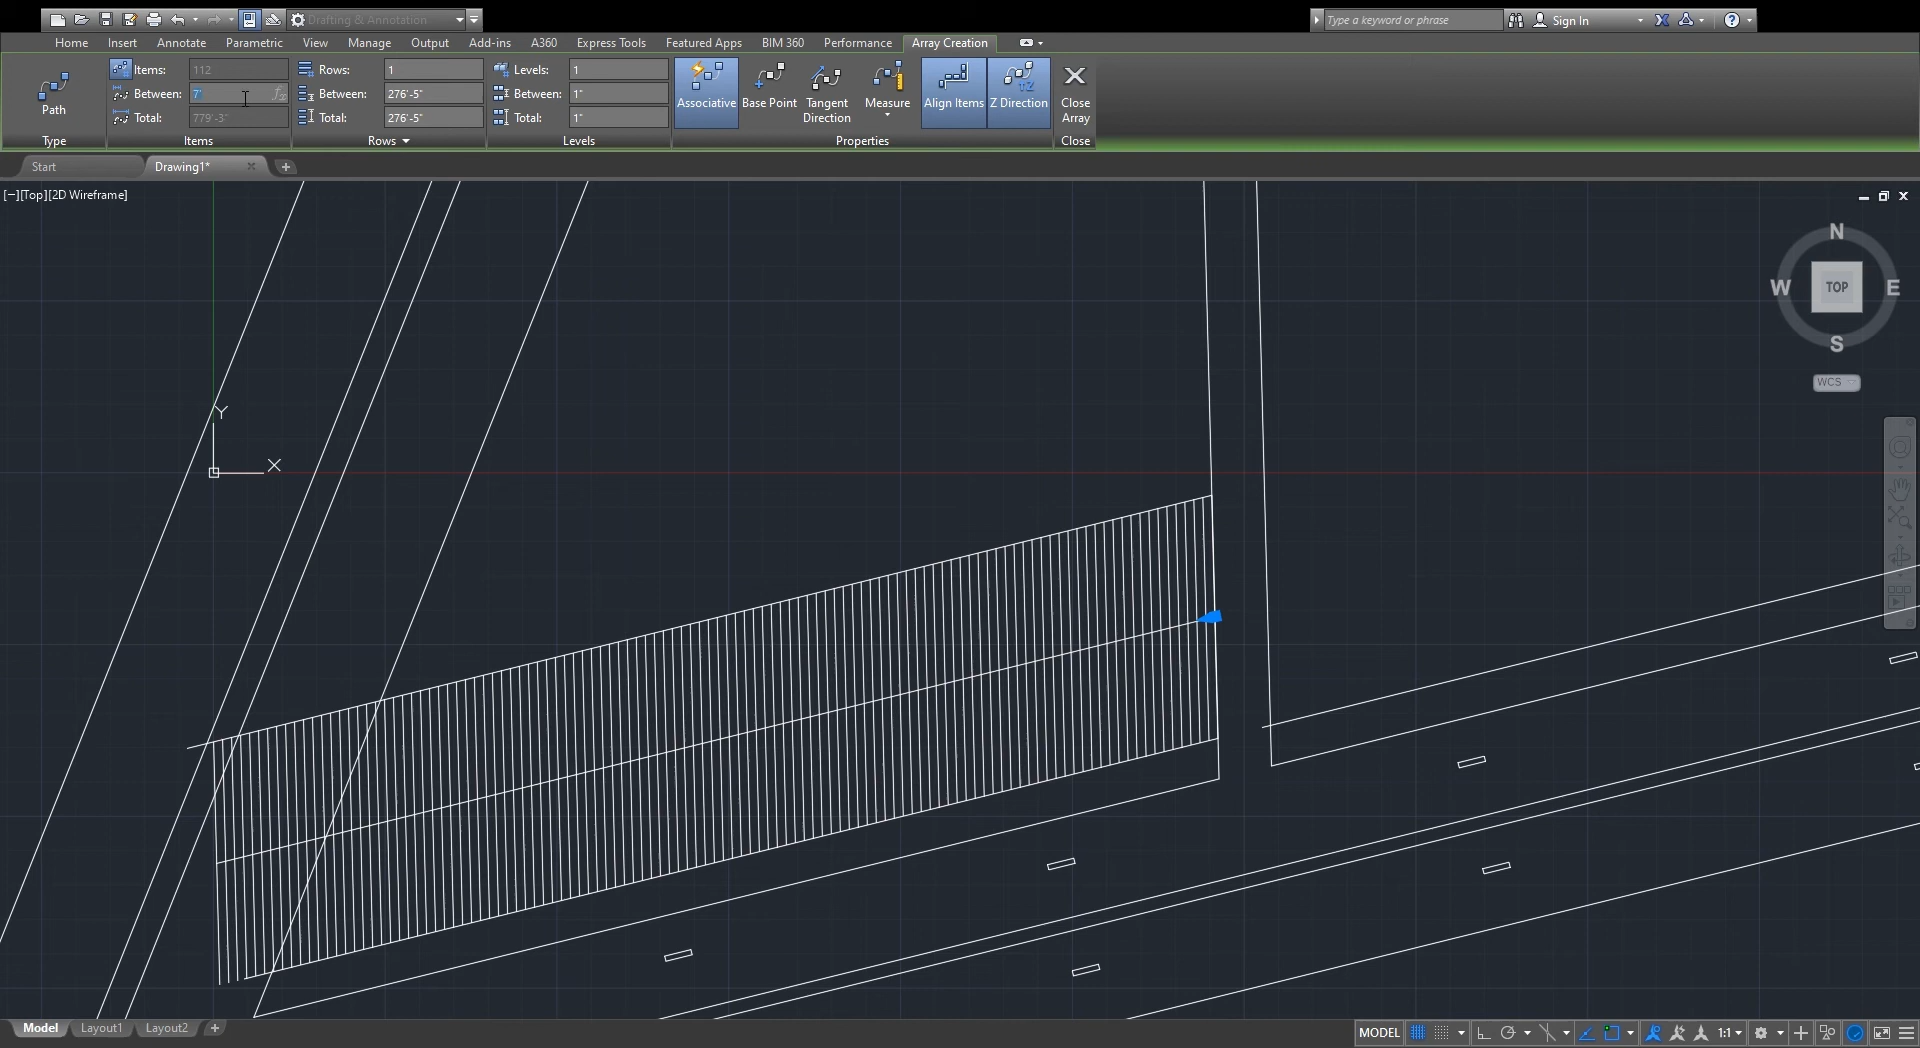 Drafting & Annotation
Type a keyword or phrase
Sign In
Home Insert Annotate Parametric View Manage Output Add-ins A360 Express Tools Featured Apps BIM 360 Performance Array Creation
Path
Type
Items: 112
Between: 7'
Total: 779'-3"
Items
Rows: 1
Between: 276'-5"
Total: 276'-5"
Rows
Levels: 1
Between: 1"
Total: 1"
Levels
Associative Base Point Tangent Direction Measure Align Items Z Direction
Properties
Close Array
Close
Start Drawing1*
[−][Top][2D Wireframe]
N
W TOP E
S
WCS
Y
X
Model Layout1 Layout2
MODEL 1:1